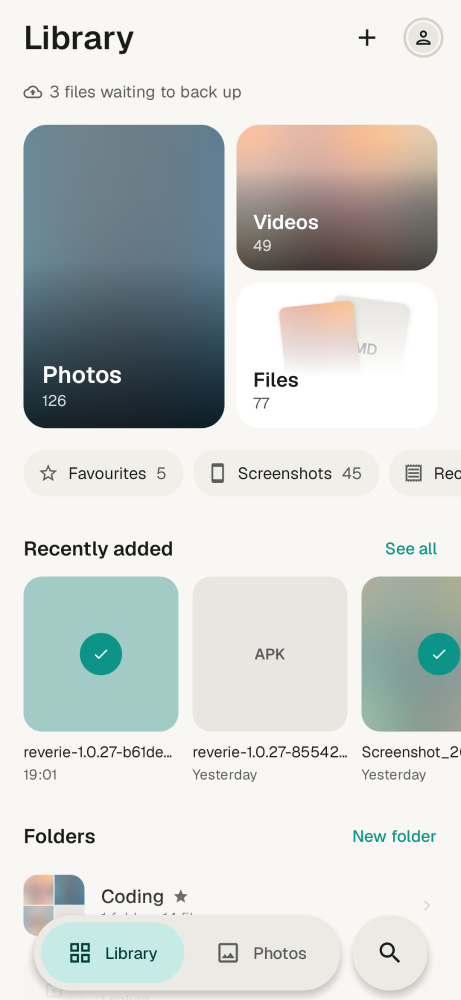 Library
3 files waiting to back up
Photos
126
Videos
49
MD
Files
77
Favourites 5
Screenshots 45
Rec
Recently added
See all
APK
reverie-1.0.27-b61de...
19:01
reverie-1.0.27-85542...
Yesterday
Screenshot_20
Yesterday
Folders
New folder
Coding
Locked
Library
Photos